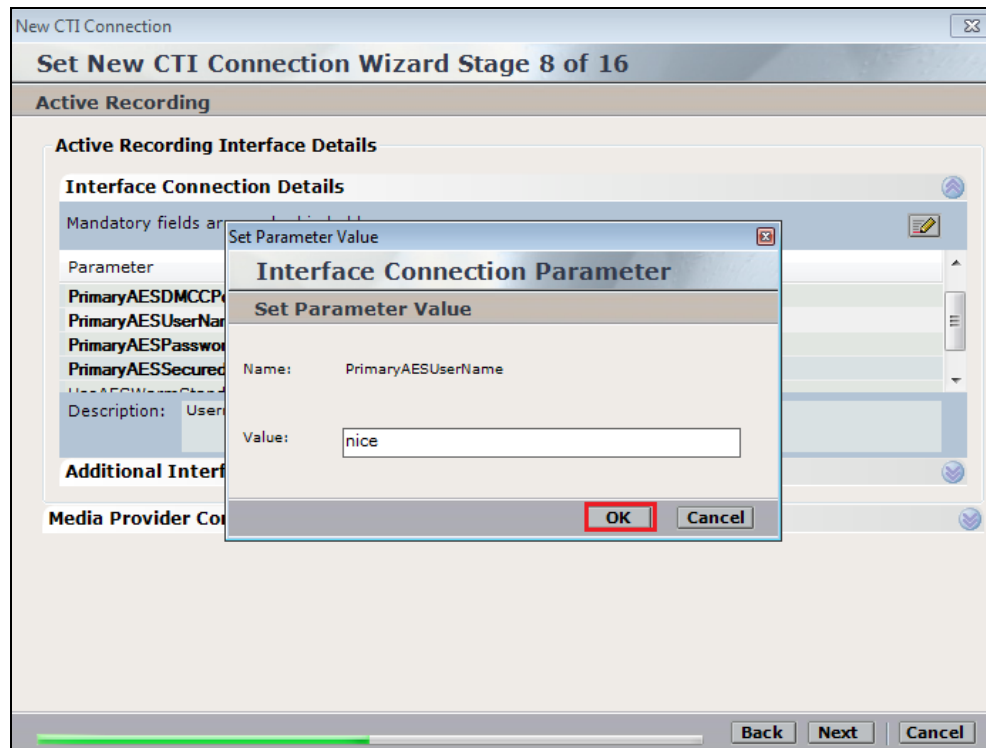 New CTI Connection
Set New CTI Connection Wizard Stage 8 of 16
Active Recording
Active Recording Interface Details
Interface Connection Details
Mandatory fields
Set Parameter Value
Interface Connection Parameter
Set Parameter Value
Parameter
PrimaryAESDMCCP
PrimaryAESUserNa
PrimaryAESPasswo
PrimaryAESSecured
Name: PrimaryAESUserName
Description: User
Value: nice
Additional Interf
OK Cancel
Media Provider Co
Back Next Cancel